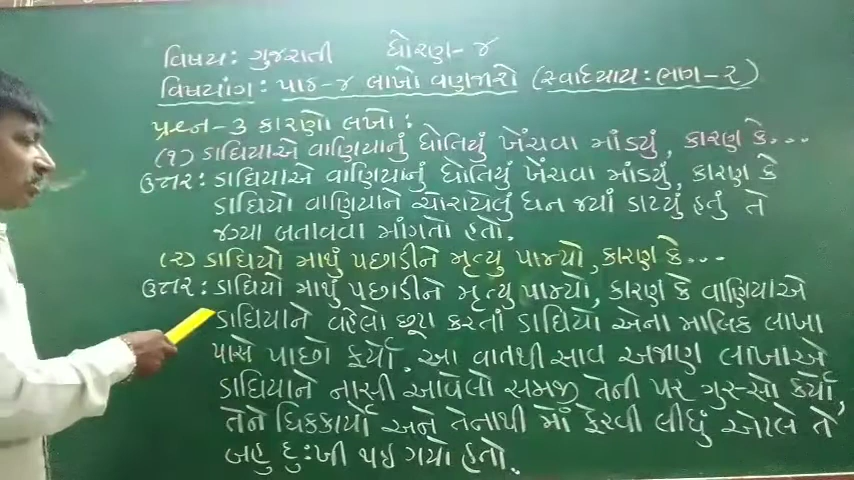 વિષય: ગુજરાતી ધોરણ- ૪
વિષયાંગ: પાઠ-૪ લાખો વણજારો (સ્વાધ્યાય: ભાગ-૨)
પ્રશ્ન-૩ કારણો લખો:
(૧) ડાઘિયાએ વાણિયાનું ધોતિયું ખેંચવા માંડ્યું, કારણ કે....
ઉત્તર: ડાઘિયાએ વાણિયાનું ધોતિયું ખેંચવા માંડ્યું, કારણ કે
ડાઘિયો વાણિયાને ચોરાયેલું ધન જ્યાં દાટ્યું હતું તે
જગ્યા બતાવવા માંગતો હતો.
(૨) ડાઘિયો માથું પછાડીને મૃત્યુ પામ્યો, કારણ કે...
ઉત્તર: ડાઘિયો માથું પછાડીને મૃત્યુ પામ્યો, કારણ કે વાણિયાએ
ડાઘિયાને વહેલો છૂટા કરતાં ડાઘિયો એના માલિક લાખા
પાસે પાછો ફર્યો. આ વાતથી સાવ અજાણ લાખાએ
ડાઘિયાને નાસી આવેલો સમજી તેની પર ગુસ્સો કર્યો,
તેને ધિકકાર્યો અને તેનાથી માં ફેરવી લીધું એટલે તે
બહુ દુ:ખી થઇ ગયો હતો.